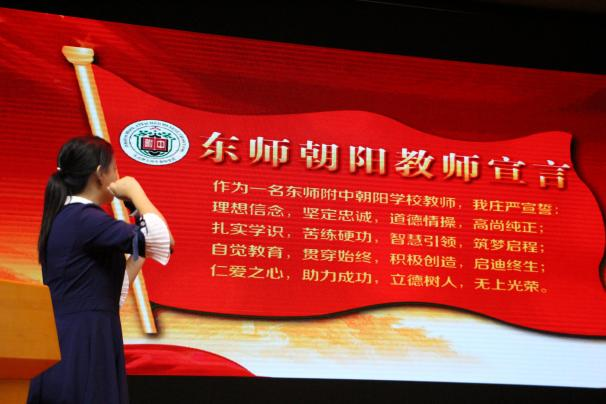 东师朝阳教师宣言
作为一名东师附中朝阳学校教师，我庄严宣誓：
理想信念，坚定忠诚，道德情操，高尚纯正；
扎实学识，苦练硬功，智慧引领，筑梦启程；
自觉教育，贯穿始终，积极创造，启迪终生；
仁爱之心，助力成功，立德树人，无上光荣。
附中